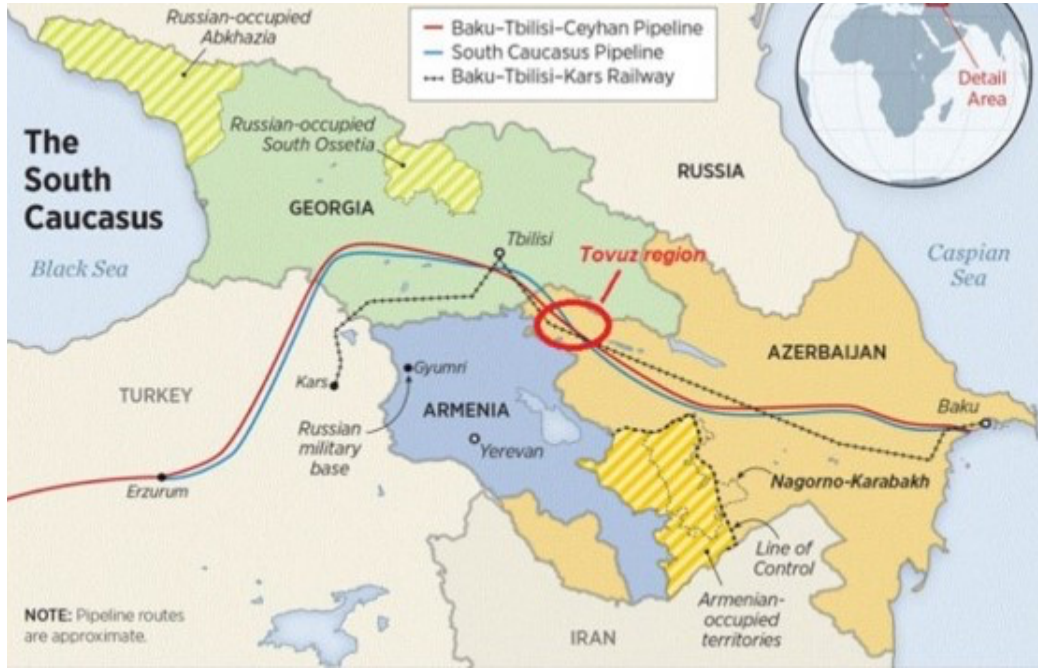 Russian-occupied
Abkhazia
Baku–Tbilisi–Ceyhan Pipeline
South Caucasus Pipeline
Baku–Tbilisi–Kars Railway
Detail
Area
The
South
Caucasus
Russian-occupied
South Ossetia
RUSSIA
GEORGIA
Black Sea
Tbilisi
Tovuz region
Caspian
Sea
AZERBAIJAN
TURKEY
Kars
Gyumri
ARMENIA
Baku
Russian
military
base
Yerevan
Nagorno-Karabakh
Erzurum
Line of
Control
Armenian-
occupied
territories
NOTE: Pipeline routes
are approximate.
IRAN